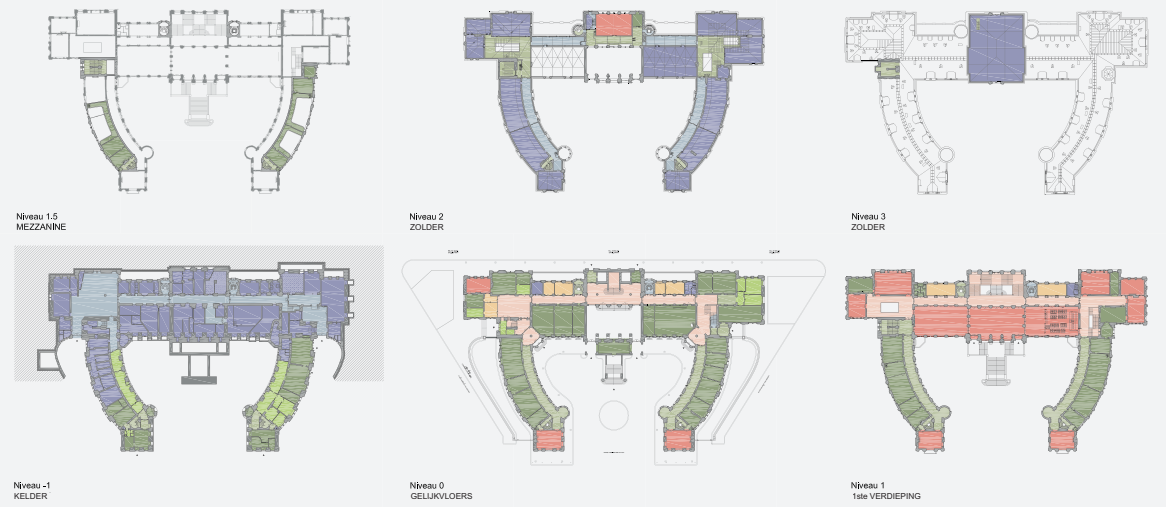 Niveau 1.5
MEZZANINE
Niveau 2
ZOLDER
Niveau 3
ZOLDER
Niveau -1
KELDER
Niveau 0
GELIJKVLOERS
Niveau 1
1ste VERDIEPING